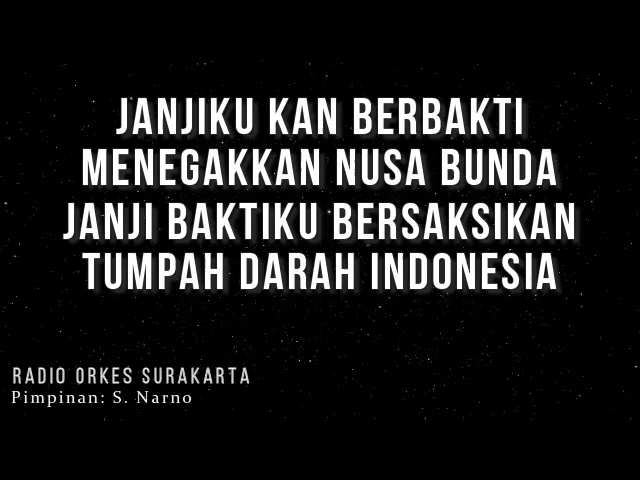 JANJIKU KAN BERBAKTI
MENEGAKKAN NUSA BUNDA
JANJI BAKTIKU BERSAKSIKAN
TUMPAH DARAH INDONESIA
RADIO ORKES SURAKARTA
Pimpinan: S. Narno